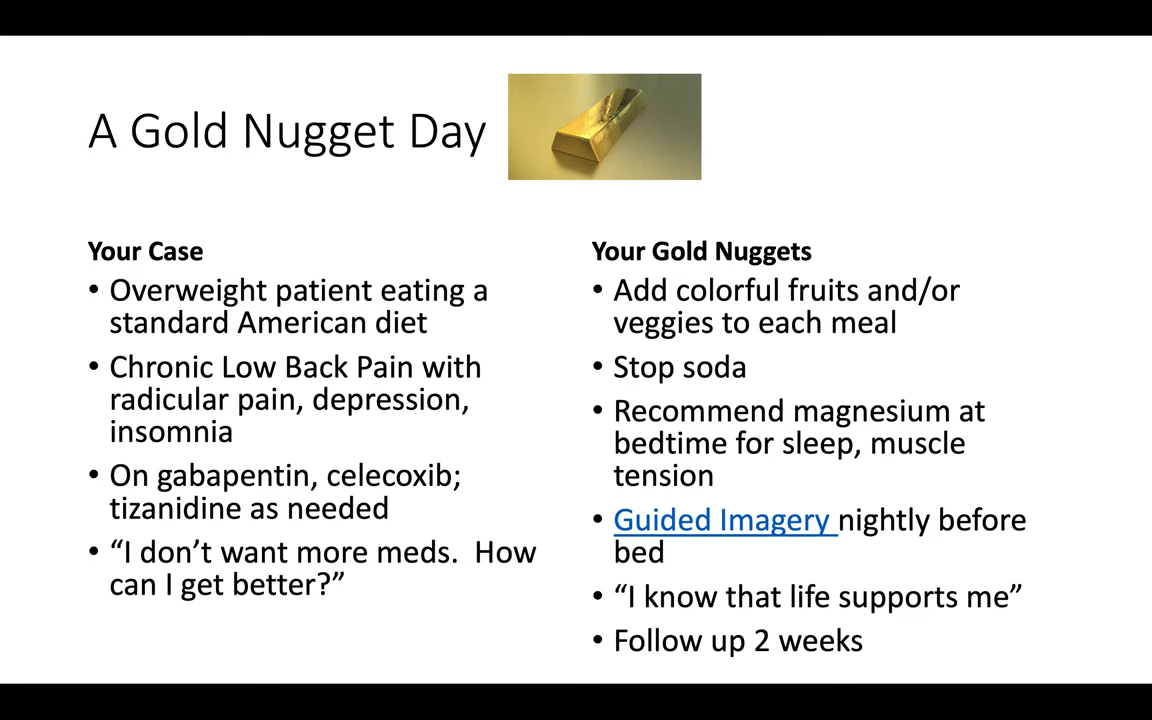 A Gold Nugget Day
Your Case
• Overweight patient eating a
standard American diet
• Chronic Low Back Pain with
radicular pain, depression,
insomnia
• On gabapentin, celecoxib;
tizanidine as needed
• “I don’t want more meds.  How
can I get better?”
Your Gold Nuggets
• Add colorful fruits and/or
veggies to each meal
• Stop soda
• Recommend magnesium at
bedtime for sleep, muscle
tension
• Guided Imagery nightly before
bed
• “I know that life supports me”
• Follow up 2 weeks